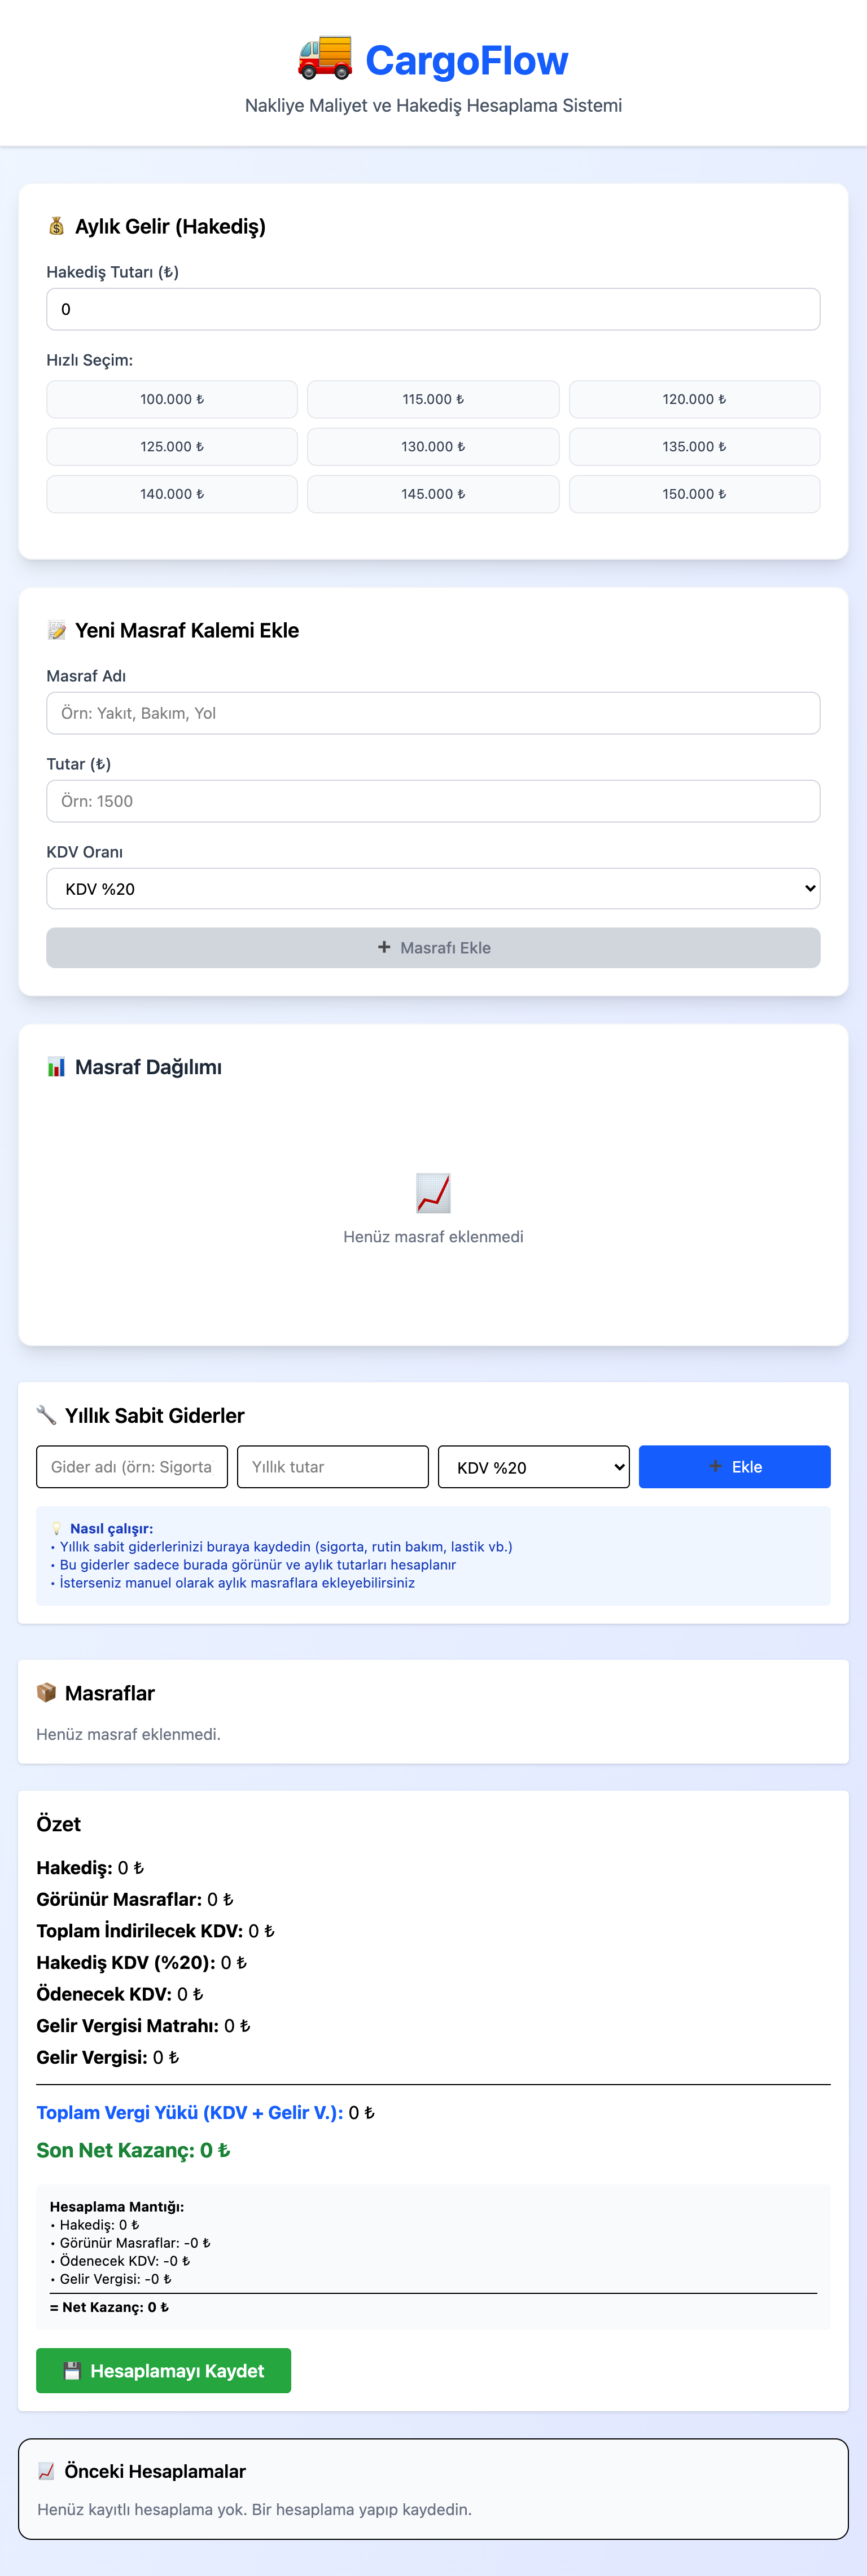 CargoFlow
Nakliye Maliyet ve Hakediş Hesaplama Sistemi
Aylık Gelir (Hakediş)
Hakediş Tutarı (₺)
0
Hızlı Seçim:
100.000 ₺
115.000 ₺
120.000 ₺
125.000 ₺
130.000 ₺
135.000 ₺
140.000 ₺
145.000 ₺
150.000 ₺
Yeni Masraf Kalemi Ekle
Masraf Adı
Örn: Yakıt, Bakım, Yol
Tutar (₺)
Örn: 1500
KDV Oranı
KDV %20
Masrafı Ekle
Masraf Dağılımı
Henüz masraf eklenmedi
Yıllık Sabit Giderler
Gider adı (örn: Sigorta
Yıllık tutar
KDV %20
Ekle
Nasıl çalışır:
• Yıllık sabit giderlerinizi buraya kaydedin (sigorta, rutin bakım, lastik vb.)
• Bu giderler sadece burada görünür ve aylık tutarları hesaplanır
• İsterseniz manuel olarak aylık masraflara ekleyebilirsiniz
Masraflar
Henüz masraf eklenmedi.
Özet
Hakediş: 0 ₺
Görünür Masraflar: 0 ₺
Toplam İndirilecek KDV: 0 ₺
Hakediş KDV (%20): 0 ₺
Ödenecek KDV: 0 ₺
Gelir Vergisi Matrahı: 0 ₺
Gelir Vergisi: 0 ₺
Toplam Vergi Yükü (KDV + Gelir V.): 0 ₺
Son Net Kazanç: 0 ₺
Hesaplama Mantığı:
• Hakediş: 0 ₺
• Görünür Masraflar: -0 ₺
• Ödenecek KDV: -0 ₺
• Gelir Vergisi: -0 ₺
= Net Kazanç: 0 ₺
Hesaplamayı Kaydet
Önceki Hesaplamalar
Henüz kayıtlı hesaplama yok. Bir hesaplama yapıp kaydedin.